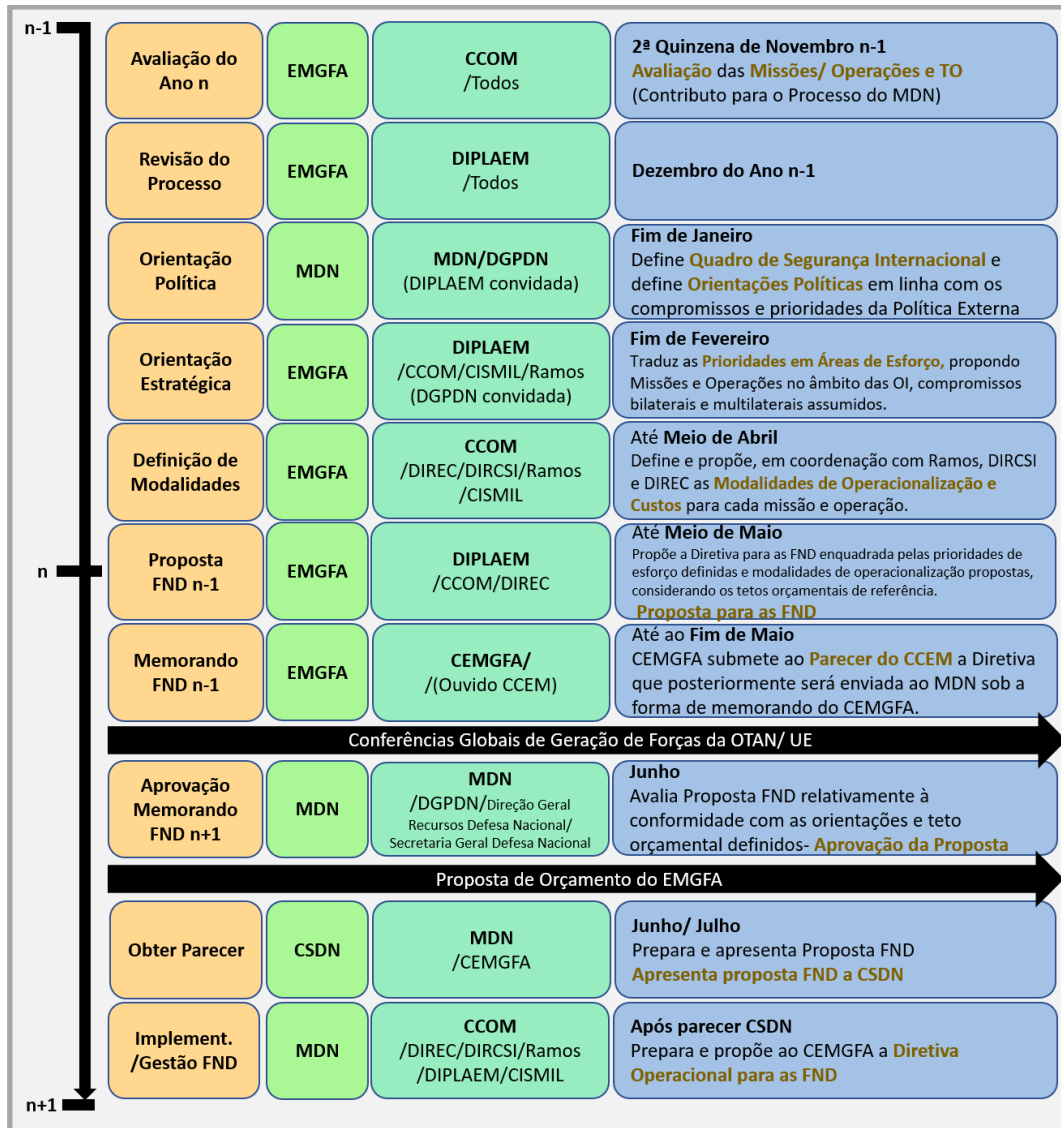 n-1
Avaliação do
Ano n
EMGFA
CCOM
/Todos
2ª Quinzena de Novembro n-1
Avaliação das Missões/ Operações e TO
(Contributo para o Processo do MDN)
Revisão do
Processo
EMGFA
DIPLAEM
/Todos
Dezembro do Ano n-1
Orientação
Política
MDN
MDN/DGPDN
(DIPLAEM convidada)
Fim de Janeiro
Define Quadro de Segurança Internacional e
define Orientações Políticas em linha com os
compromissos e prioridades da Política Externa
Orientação
Estratégica
EMGFA
DIPLAEM
/CCOM/CISMIL/Ramos
(DGPDN convidada)
Fim de Fevereiro
Traduz as Prioridades em Áreas de Esforço, propondo
Missões e Operações no âmbito das OI, compromissos
bilaterais e multilaterais assumidos.
Definição de
Modalidades
EMGFA
CCOM
/DIREC/DIRCSI/Ramos
/CISMIL
Até Meio de Abril
Define e propõe, em coordenação com Ramos, DIRCSI
e DIREC as Modalidades de Operacionalização e
Custos para cada missão e operação.
n
Proposta
FND n-1
EMGFA
DIPLAEM
/CCOM/DIREC
Até Meio de Maio
Propõe a Diretiva para as FND enquadrada pelas prioridades de
esforço definidas e modalidades de operacionalização propostas,
considerando os tetos orçamentais de referência.
Proposta para as FND
Memorando
FND n-1
EMGFA
CEMGFA/
/(Ouvido CCEM)
Até ao Fim de Maio
CEMGFA submete ao Parecer do CCEM a Diretiva
que posteriormente será enviada ao MDN sob a
forma de memorando do CEMGFA.
Conferências Globais de Geração de Forças da OTAN/ UE
Aprovação
Memorando
FND n+1
MDN
MDN
/DGPDN/Direção Geral
Recursos Defesa Nacional/
Secretaria Geral Defesa Nacional
Junho
Avalia Proposta FND relativamente à
conformidade com as orientações e teto
orçamental definidos- Aprovação da Proposta
Proposta de Orçamento do EMGFA
Obter Parecer
CSDN
MDN
/CEMGFA
Junho/ Julho
Prepara e apresenta Proposta FND
Apresenta proposta FND a CSDN
Implement.
/Gestão FND
MDN
CCOM
/DIREC/DIRCSI/Ramos
/DIPLAEM/CISMIL
Após parecer CSDN
Prepara e propõe ao CEMGFA a Diretiva
Operacional para as FND
n+1